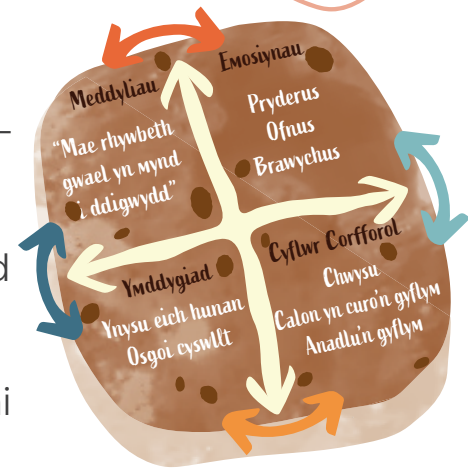 Meddyliau
"Mae rhywbeth
gwael yn mynd
i ddigwydd"
Emosiynau
Pryderus
Ofnus
Brawychus
Ymddygiad
Ynysu eich hunan
Osgoi cyswllt
Cyflwr Corfforol
Chwysu
Calon yn curo'n gyflym
Anadlu'n gyflym